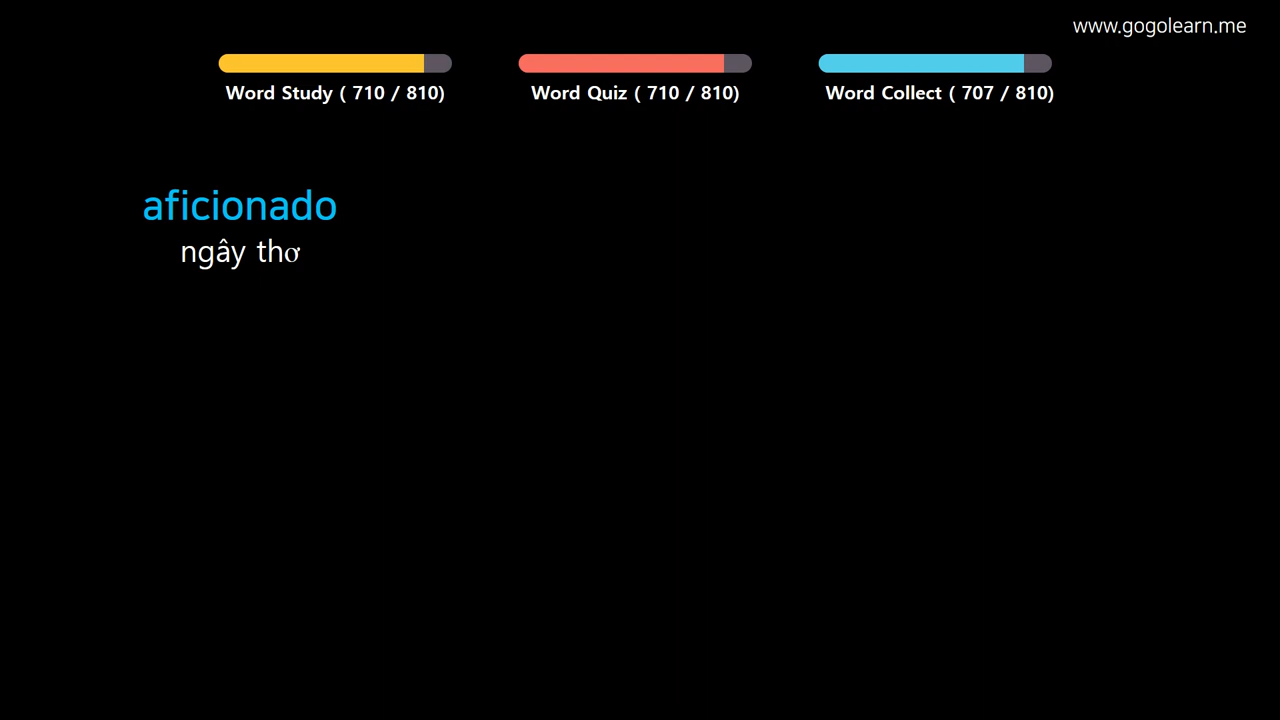 www.gogolearn.me
Word Study ( 710 / 810)
Word Quiz ( 710 / 810)
Word Collect ( 707 / 810)
aficionado
ngây thơ